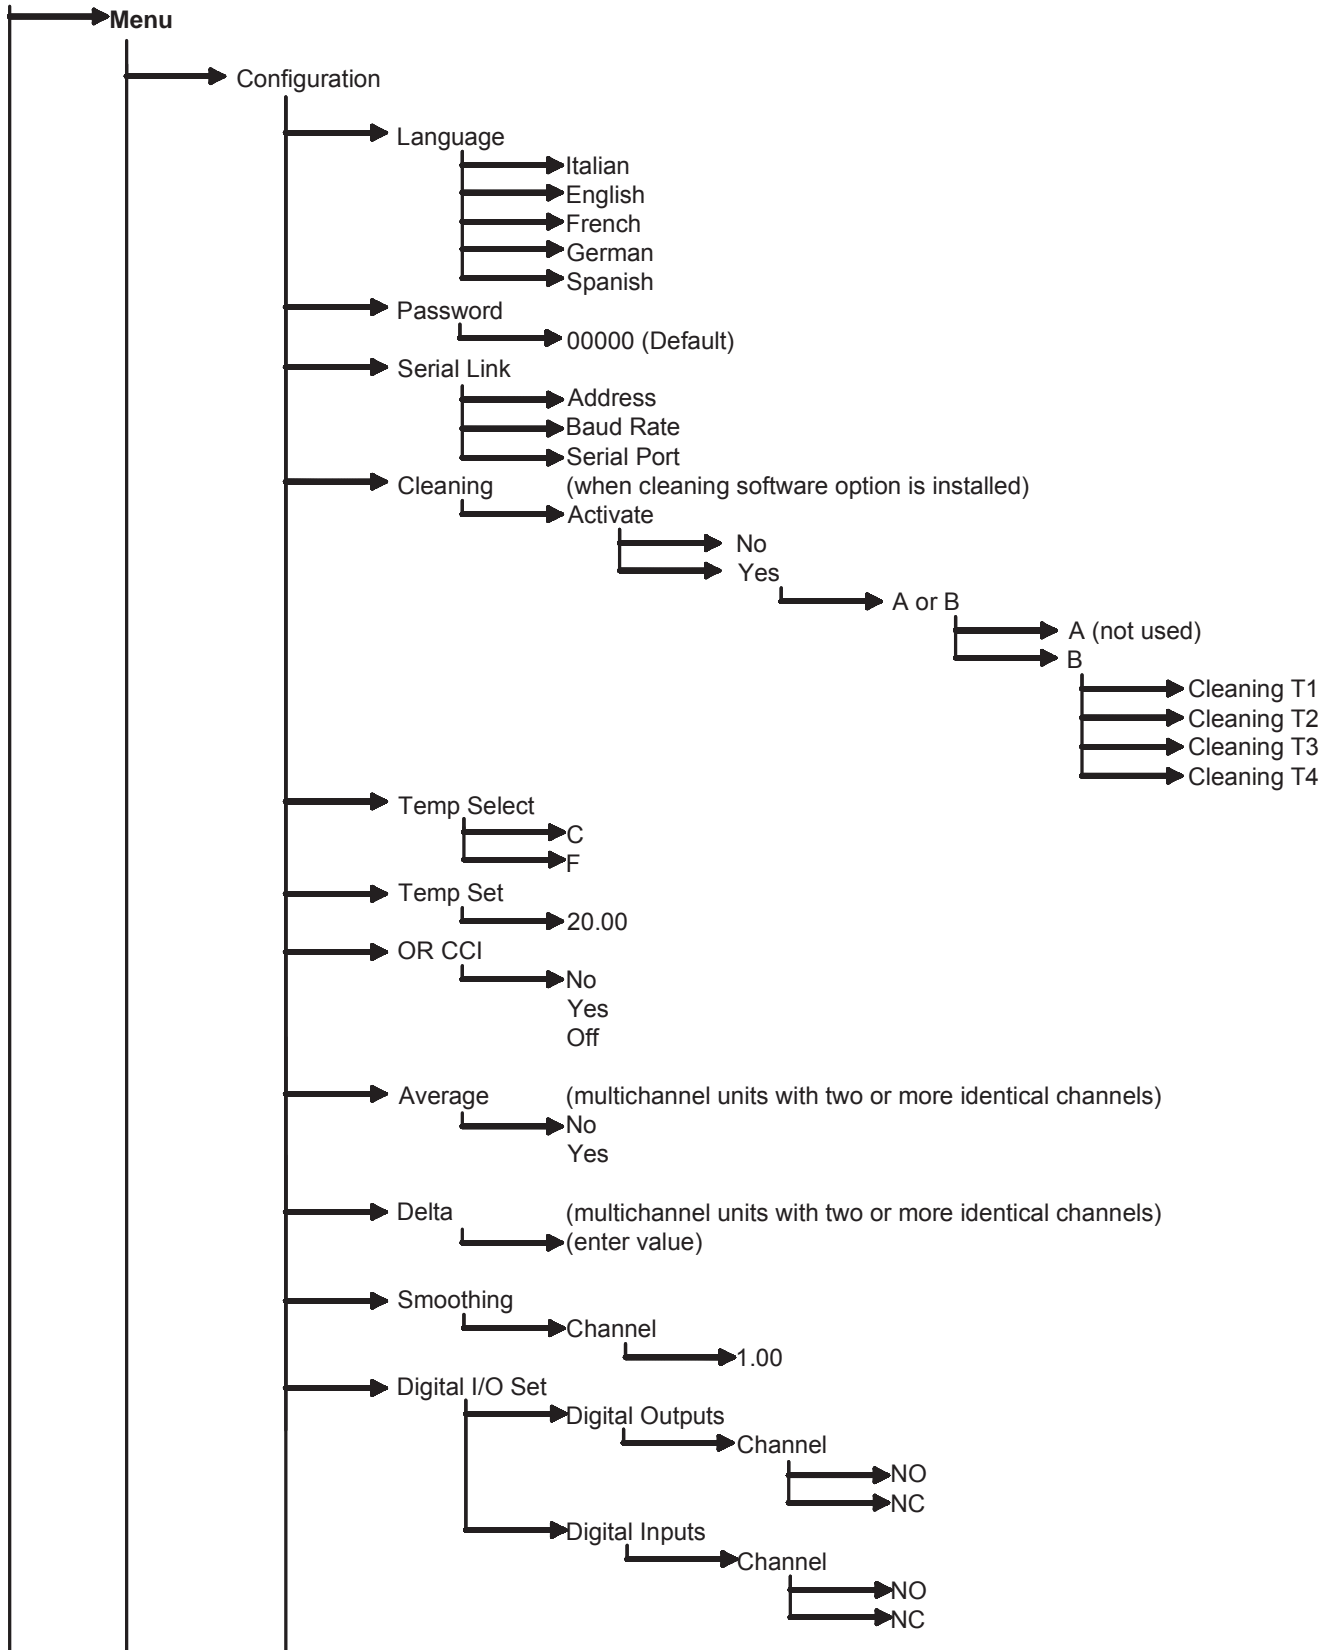 Menu
Configuration
Language
Italian
English
French
German
Spanish
Password
00000 (Default)
Serial Link
Address
Baud Rate
Serial Port
Cleaning (when cleaning software option is installed)
Activate
No
Yes
A or B
A (not used)
B
Cleaning T1
Cleaning T2
Cleaning T3
Cleaning T4
Temp Select
C
F
Temp Set
20.00
OR CCI
No
Yes
Off
Average (multichannel units with two or more identical channels)
No
Yes
Delta (multichannel units with two or more identical channels)
(enter value)
Smoothing
Channel
1.00
Digital I/O Set
Digital Outputs
Channel
NO
NC
Digital Inputs
Channel
NO
NC